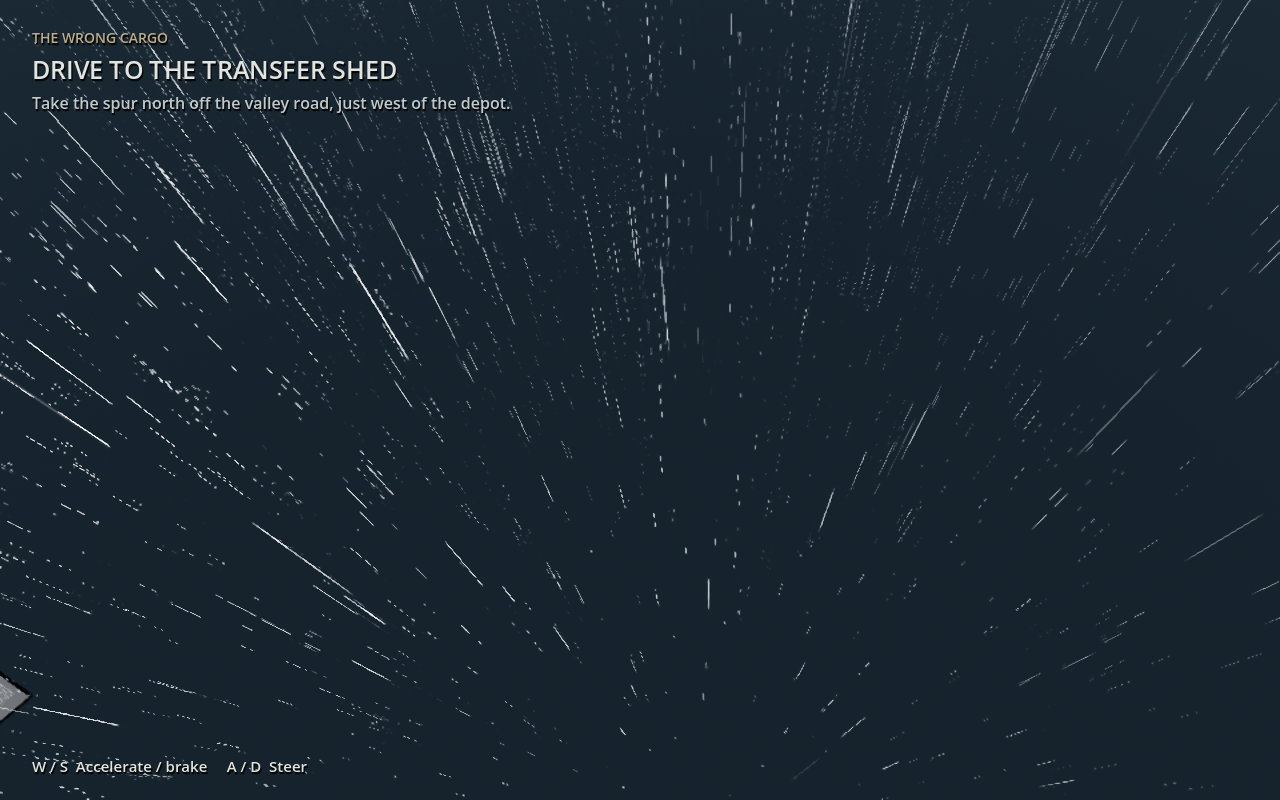 THE WRONG CARGO
DRIVE TO THE TRANSFER SHED
Take the spur north off the valley road, just west of the depot.
W / S  Accelerate / brake  A / D  Steer